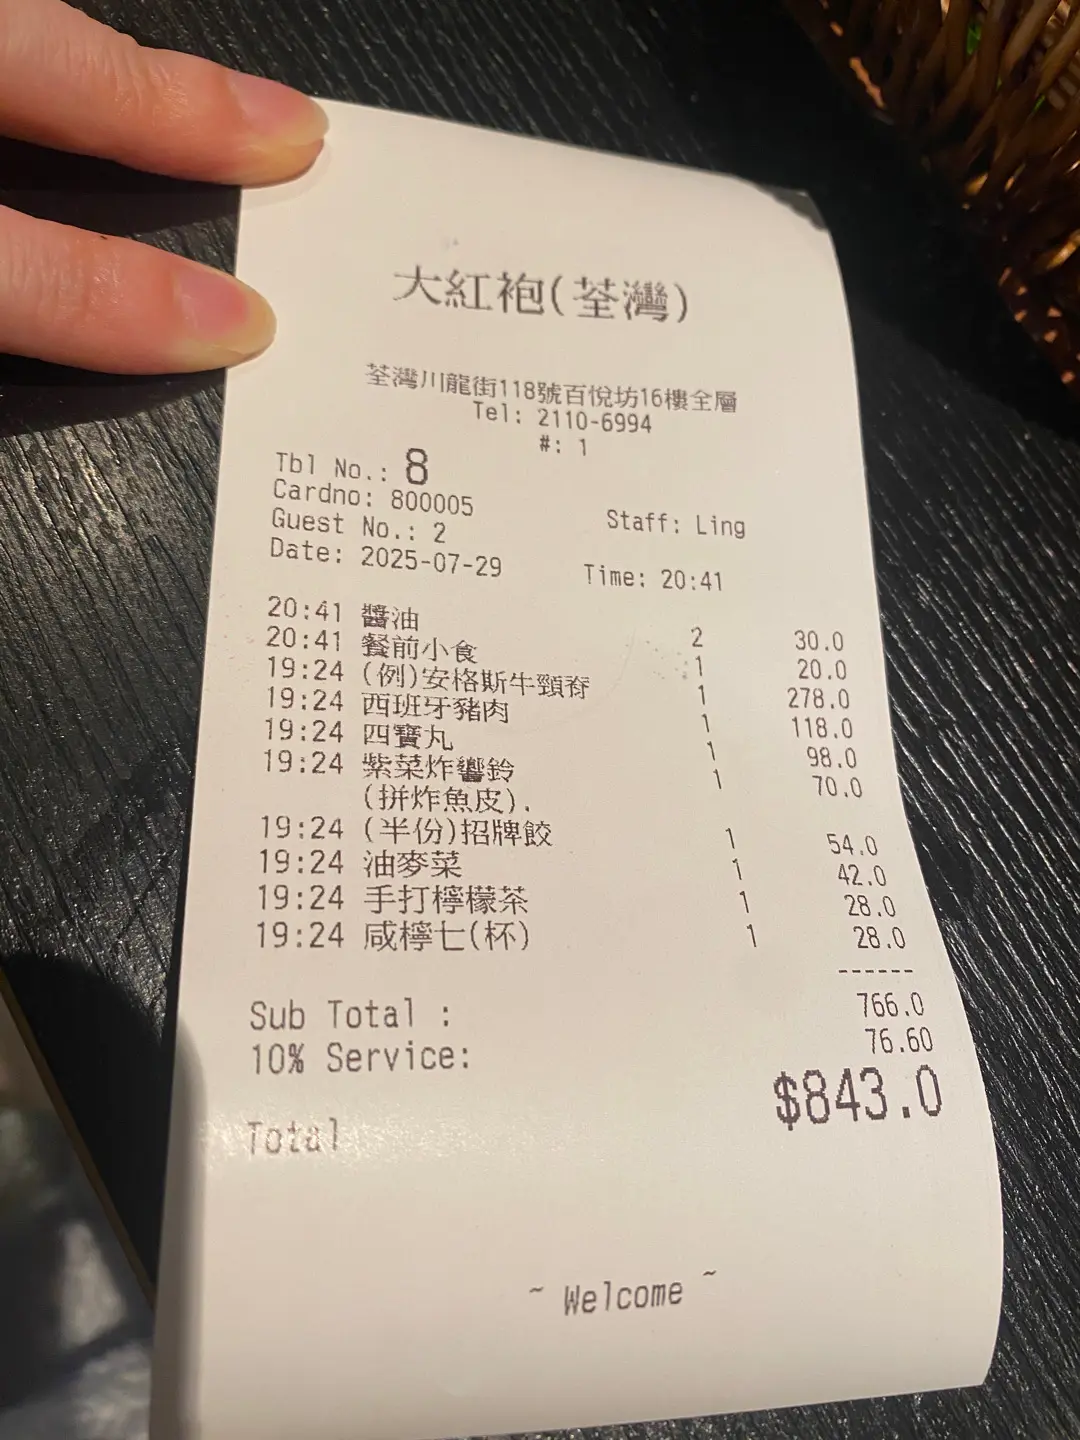 大紅袍(荃灣)
荃灣川龍街118號百悅坊16樓全層
Tel: 2110-6994
#: 1
Tbl No.: 8
Cardno: 800005
Guest No.: 2 Staff: Ling
Date: 2025-07-29 Time: 20:41
20:41 醬油 2 30.0
20:41 餐前小食 1 20.0
19:24 (例)安格斯牛頸脊 1 278.0
19:24 西班牙豬肉 1 118.0
19:24 四寶丸 1 98.0
19:24 紫菜炸響鈴 1 70.0
(拼炸魚皮).
19:24 (半份)招牌餃 1 54.0
19:24 油麥菜 1 42.0
19:24 手打檸檬茶 1 28.0
19:24 咸檸七(杯) 1 28.0
------
Sub Total : 766.0
10% Service: 76.60
Total $843.0
~ Welcome ~